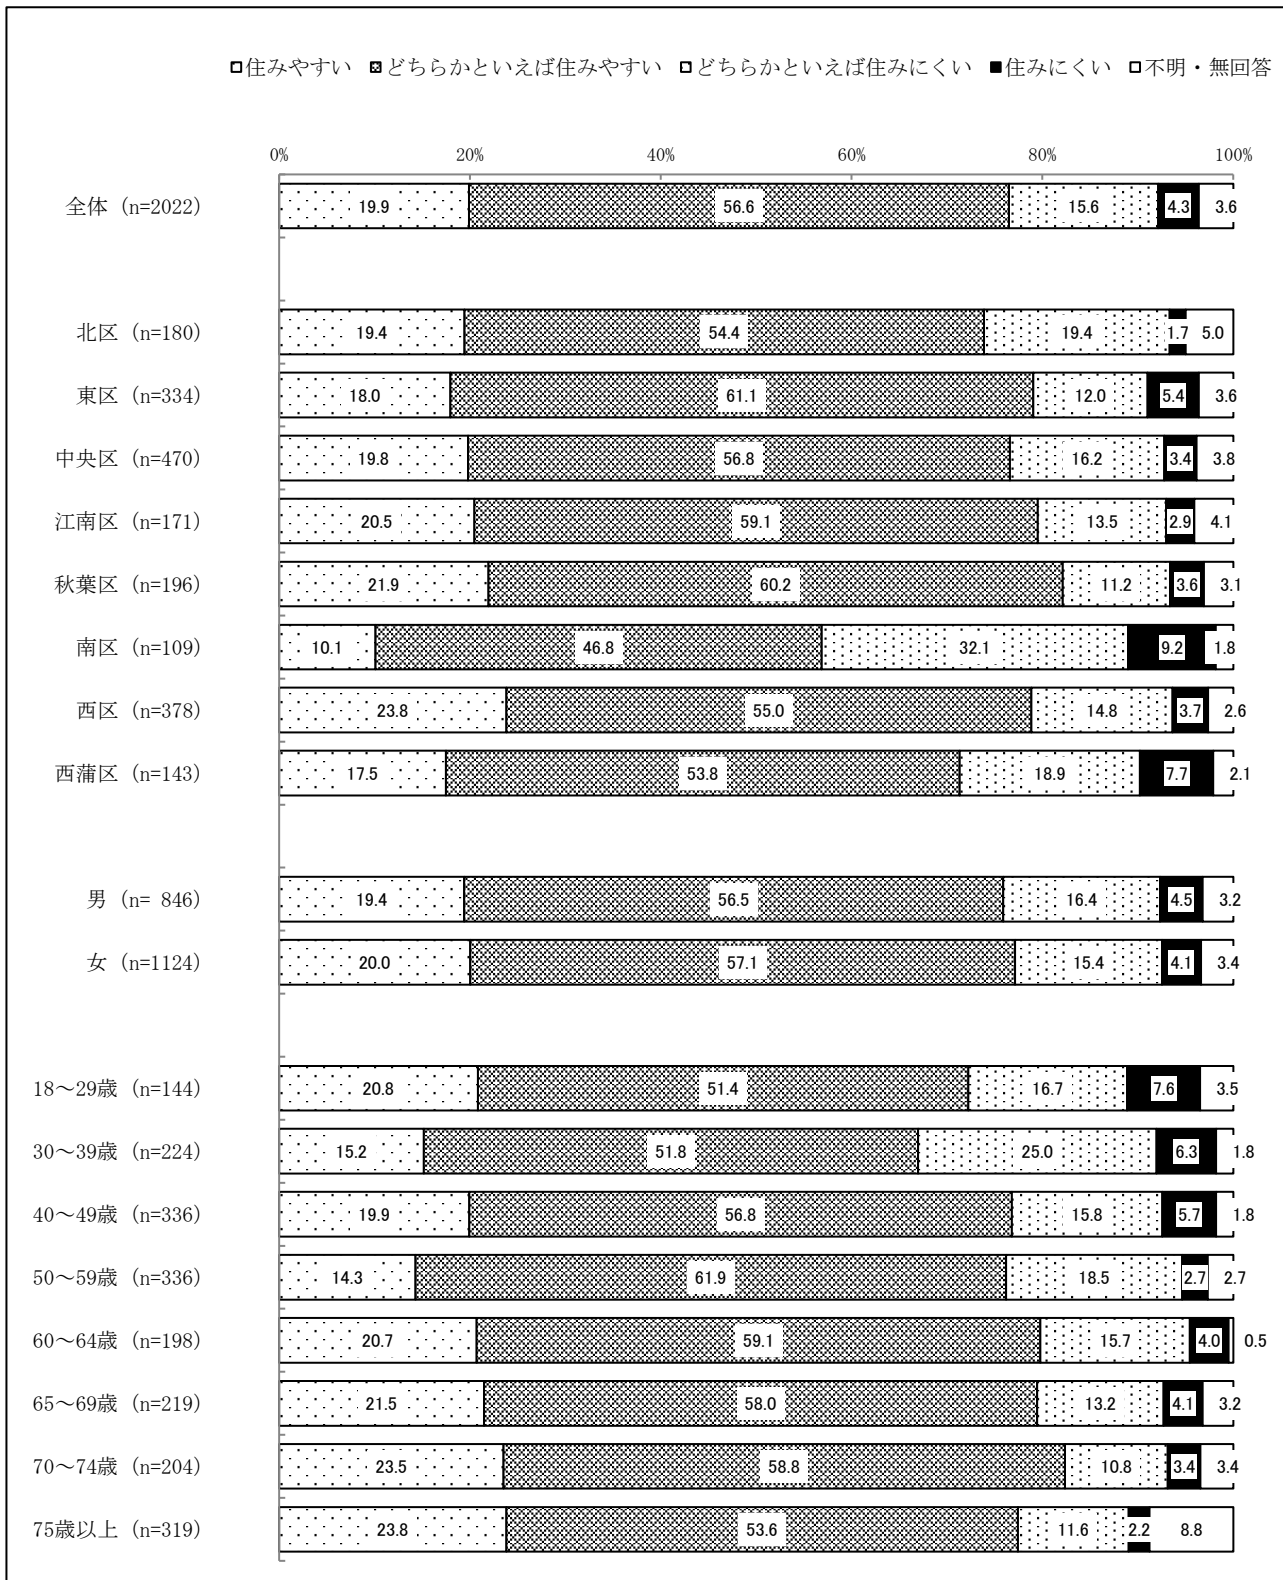 住みやすい どちらかといえば住みやすい どちらかといえば住みにくい 住みにくい 不明・無回答
0% 20% 40% 60% 80% 100%
全体 (n=2022) 19.9 56.6 15.6 4.3 3.6
北区 (n=180) 19.4 54.4 19.4 1.7 5.0
東区 (n=334) 18.0 61.1 12.0 5.4 3.6
中央区 (n=470) 19.8 56.8 16.2 3.4 3.8
江南区 (n=171) 20.5 59.1 13.5 2.9 4.1
秋葉区 (n=196) 21.9 60.2 11.2 3.6 3.1
南区 (n=109) 10.1 46.8 32.1 9.2 1.8
西区 (n=378) 23.8 55.0 14.8 3.7 2.6
西蒲区 (n=143) 17.5 53.8 18.9 7.7 2.1
男 (n= 846) 19.4 56.5 16.4 4.5 3.2
女 (n=1124) 20.0 57.1 15.4 4.1 3.4
18～29歳 (n=144) 20.8 51.4 16.7 7.6 3.5
30～39歳 (n=224) 15.2 51.8 25.0 6.3 1.8
40～49歳 (n=336) 19.9 56.8 15.8 5.7 1.8
50～59歳 (n=336) 14.3 61.9 18.5 2.7 2.7
60～64歳 (n=198) 20.7 59.1 15.7 4.0 0.5
65～69歳 (n=219) 21.5 58.0 13.2 4.1 3.2
70～74歳 (n=204) 23.5 58.8 10.8 3.4 3.4
75歳以上 (n=319) 23.8 53.6 11.6 2.2 8.8